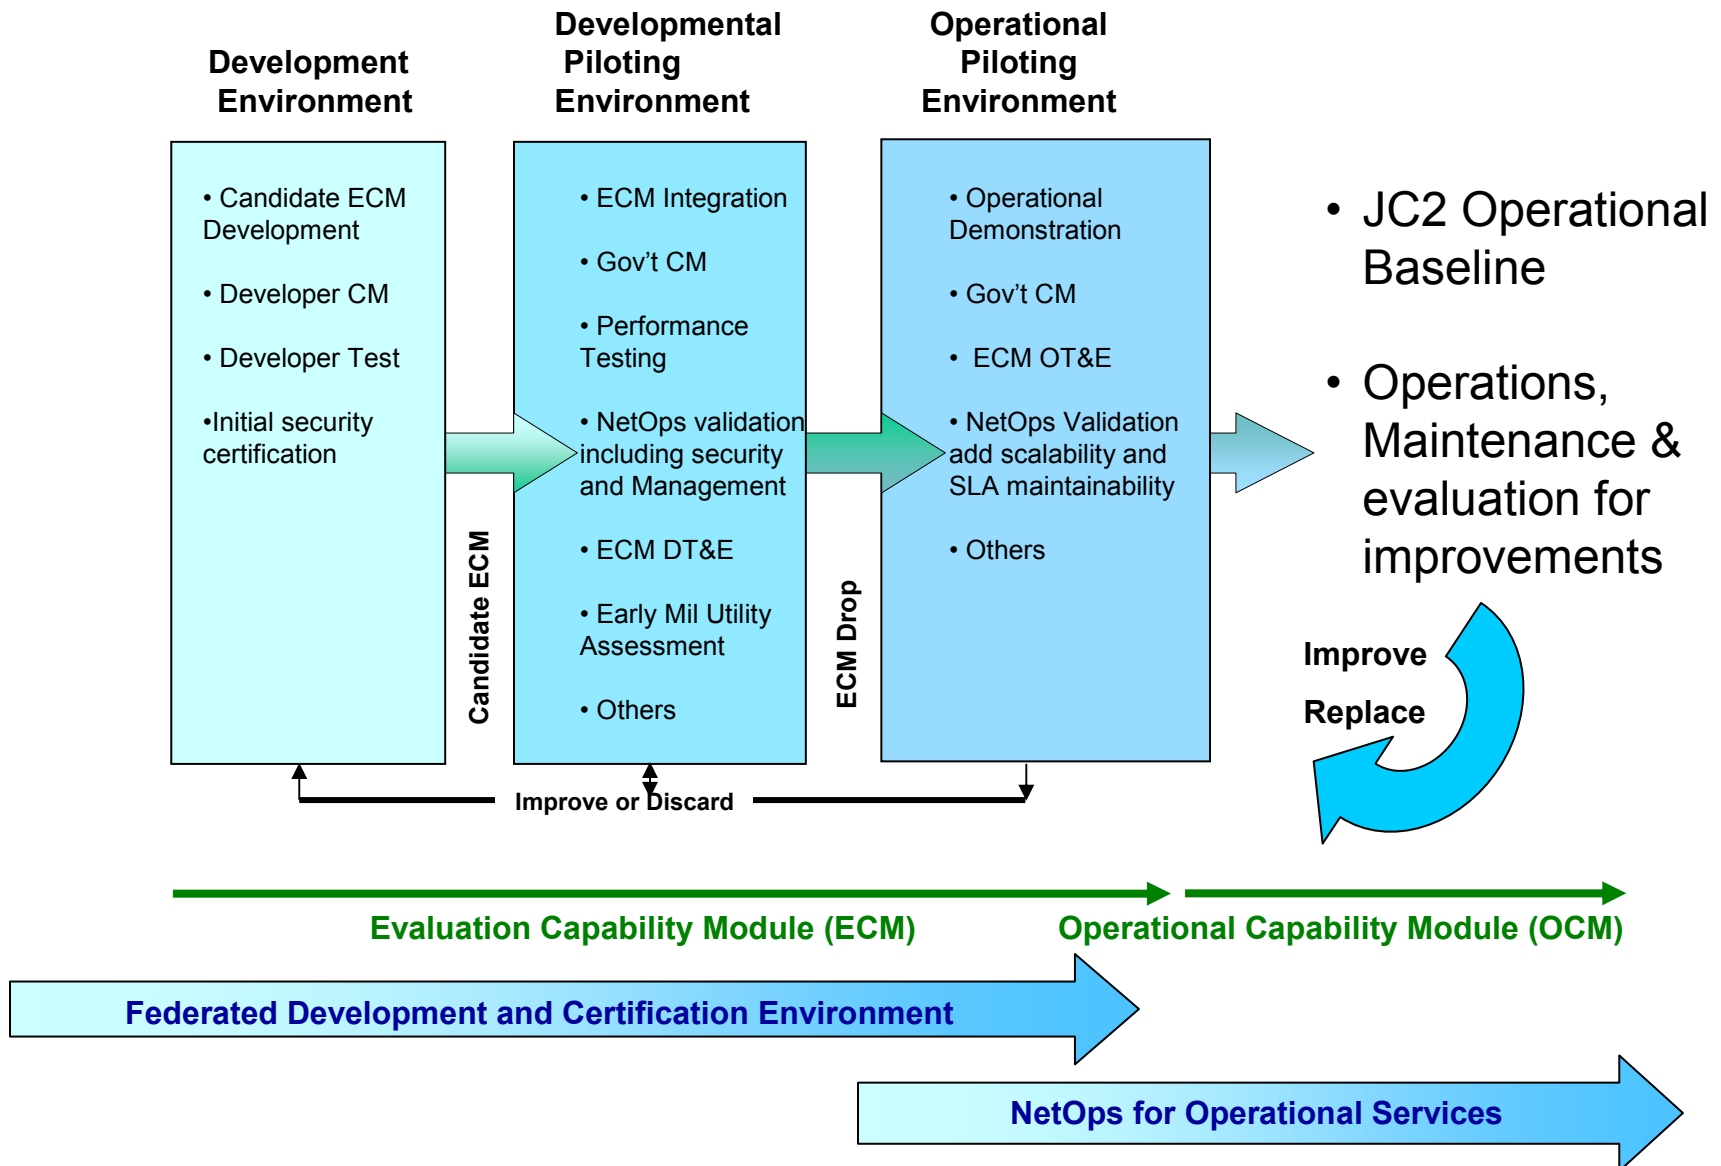 Development
Environment
Developmental
Piloting
Environment
Operational
Piloting
Environment
• Candidate ECM
Development
• Developer CM
• Developer Test
•Initial security
certification
Candidate ECM
• ECM Integration
• Gov’t CM
• Performance
Testing
• NetOps validation
including security
and Management
• ECM DT&E
• Early Mil Utility
Assessment
• Others
ECM Drop
• Operational
Demonstration
• Gov’t CM
• ECM OT&E
• NetOps Validation
add scalability and
SLA maintainability
• Others
• JC2 Operational
Baseline
• Operations,
Maintenance &
evaluation for
improvements
Improve
Replace
Improve or Discard
Evaluation Capability Module (ECM)
Operational Capability Module (OCM)
Federated Development and Certification Environment
NetOps for Operational Services